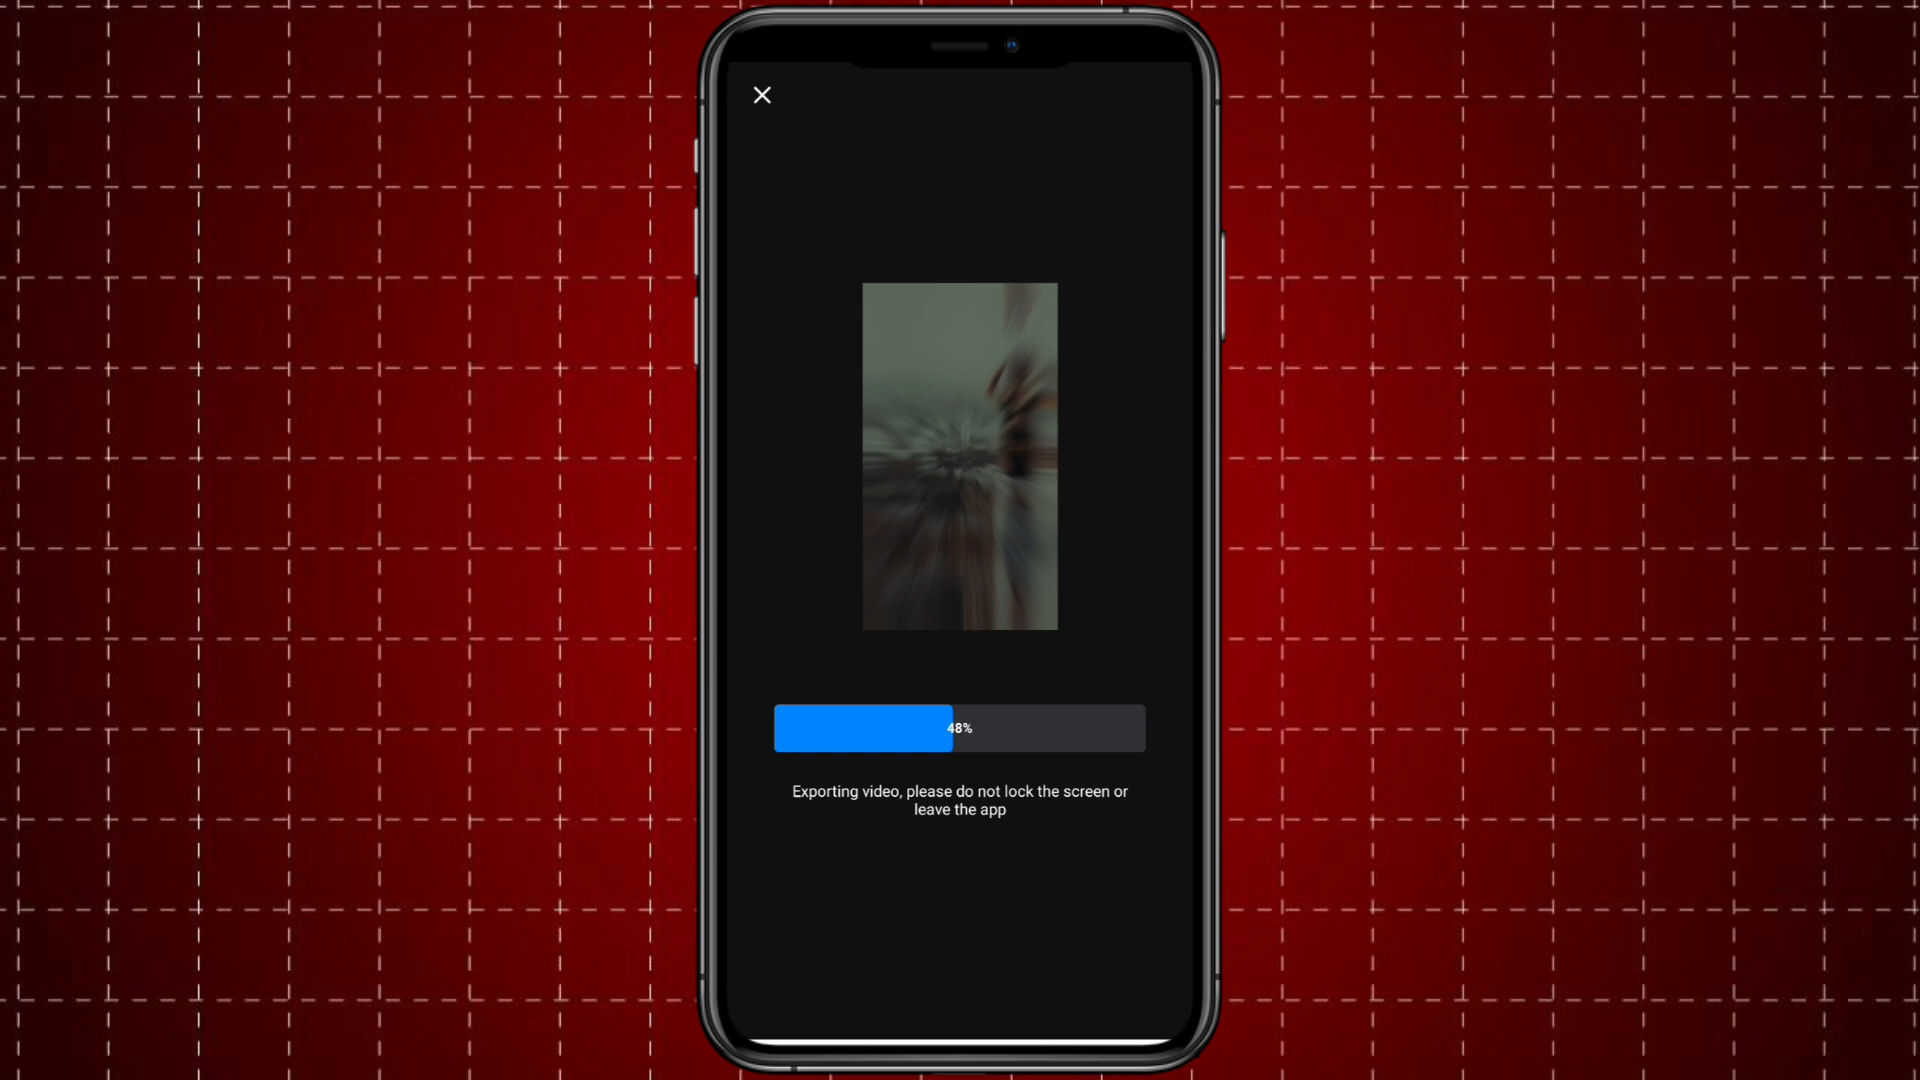 48%
Exporting video, please do not lock the screen or
leave the app